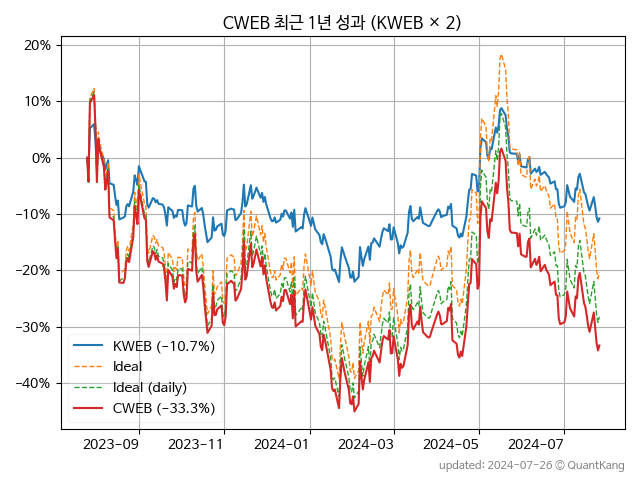 CWEB 최근 1년 성과 (KWEB × 2)
20%
10%
0%
−10%
−20%
−30%
−40%
KWEB (−10.7%)
Ideal
Ideal (daily)
CWEB (−33.3%)
2023-09
2023-11
2024-01
2024-03
2024-05
2024-07
updated: 2024-07-26 © QuantKang